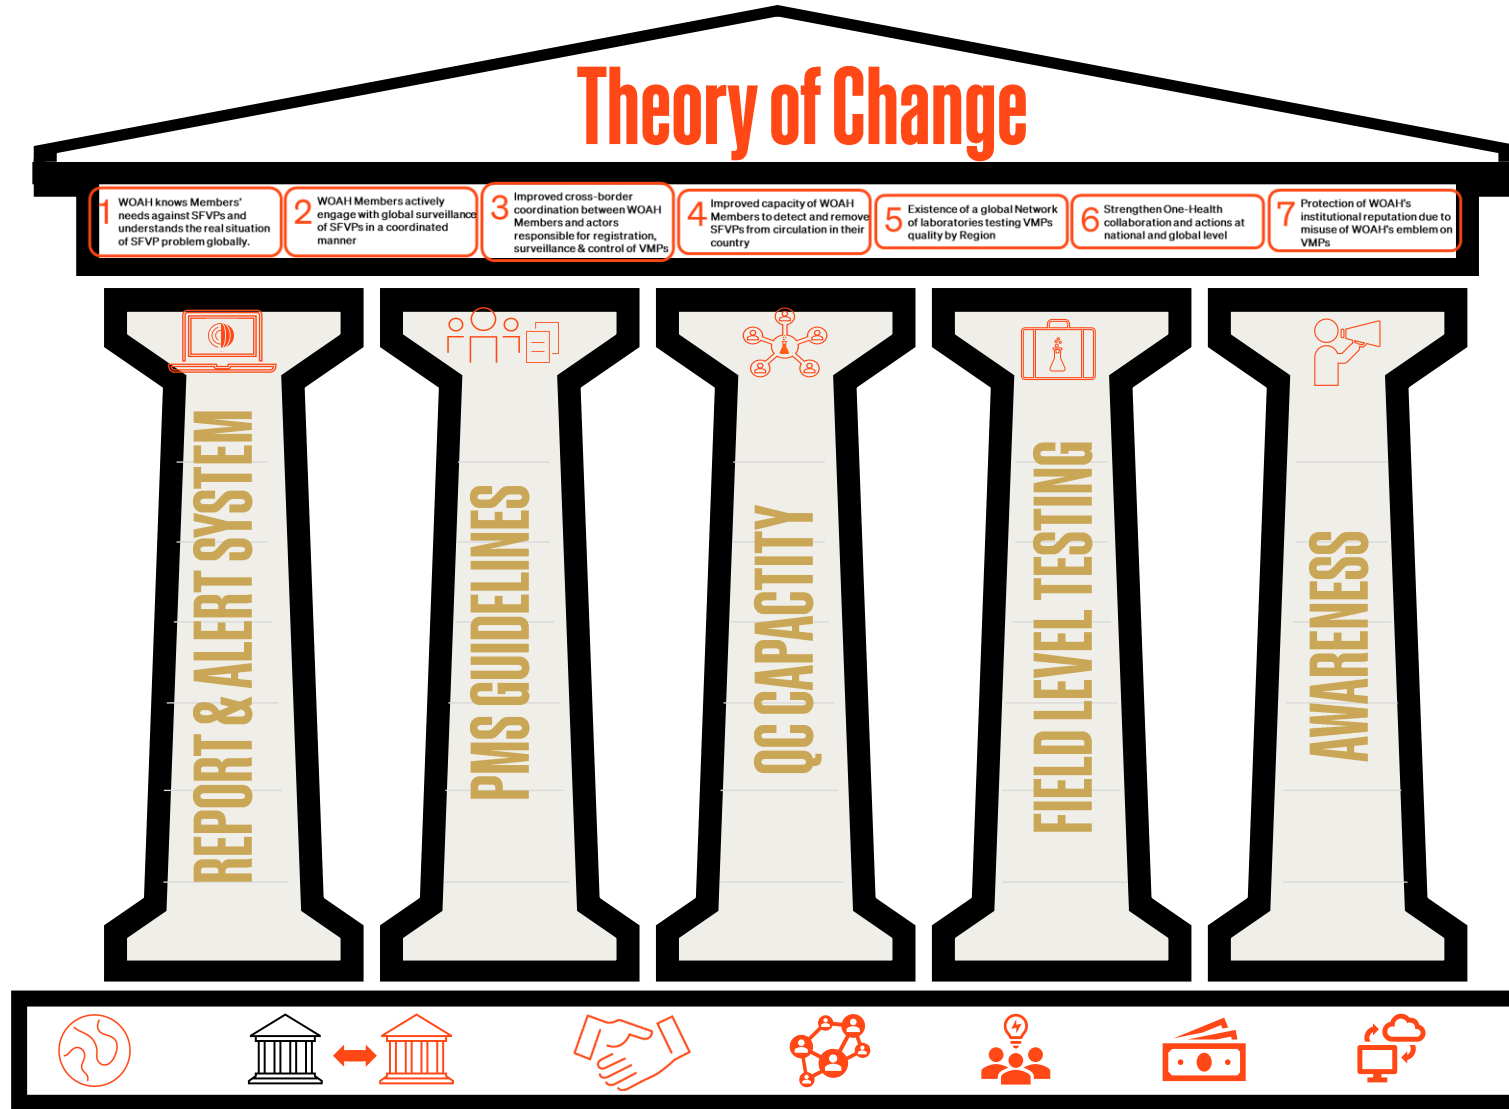 Theory of Change
1
WOAH knows Members'
needs against SFVPs and
understands the real situation
of SFVP problem globally.
2
WOAH Members actively
engage with global surveillance
of SFVPs in a coordinated
manner
3
Improved cross-border
coordination between WOAH
Members and actors
responsible for registration,
surveillance & control of VMPs
4
Improved capacity of WOAH
Members to detect and remove
SFVPs from circulation in their
country
5
Existence of a global Network
of laboratories testing VMPs
quality by Region
6
Strengthen One-Health
collaboration and actions at
national and global level
7
Protection of WOAH's
institutional reputation due to
misuse of WOAH's emblem on
VMPs
REPORT & ALERT SYSTEM
PMS GUIDELINES
QC CAPACTITY
FIELD LEVEL TESTING
AWARENESS